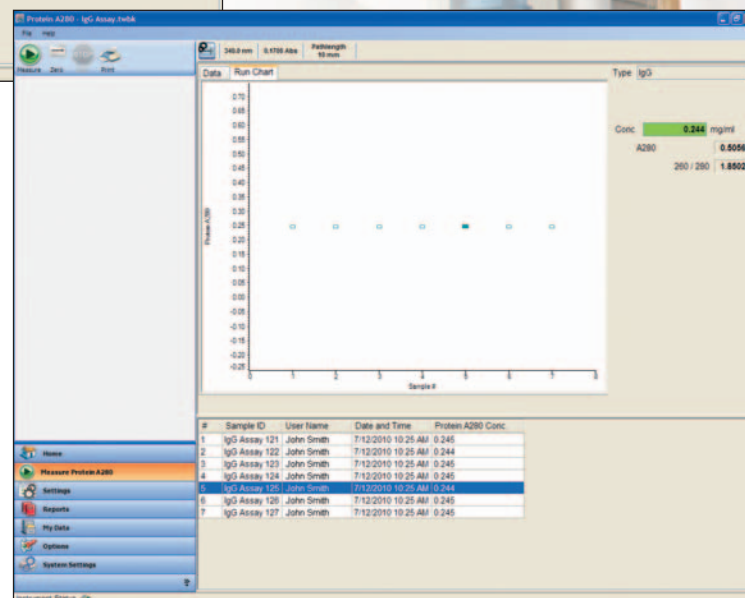 Protein A280 - IgG Assay.twbk
File Help
Measure Zero Print
340.0 mm 0.1700 Abs Pathlength 10 mm
Data Run Chart
Type IgG
Conc 0.244 mg/ml
A280 0.5056
260 / 280 1.8502
Protein A280
0.70
0.65
0.60
0.55
0.50
0.45
0.40
0.35
0.30
0.25
0.20
0.15
0.10
0.05
0.00
-0.05
-0.10
-0.15
-0.20
-0.25
0 1 2 3 4 5 6 7 8
Sample #
# Sample ID User Name Date and Time Protein A280 Conc.
1 IgG Assay 121 John Smith 7/12/2010 10:25 AM 0.245
2 IgG Assay 122 John Smith 7/12/2010 10:25 AM 0.244
3 IgG Assay 123 John Smith 7/12/2010 10:25 AM 0.245
4 IgG Assay 124 John Smith 7/12/2010 10:25 AM 0.245
5 IgG Assay 125 John Smith 7/12/2010 10:25 AM 0.244
6 IgG Assay 126 John Smith 7/12/2010 10:25 AM 0.245
7 IgG Assay 127 John Smith 7/12/2010 10:25 AM 0.245
Home
Measure Protein A280
Settings
Reports
My Data
Options
System Settings